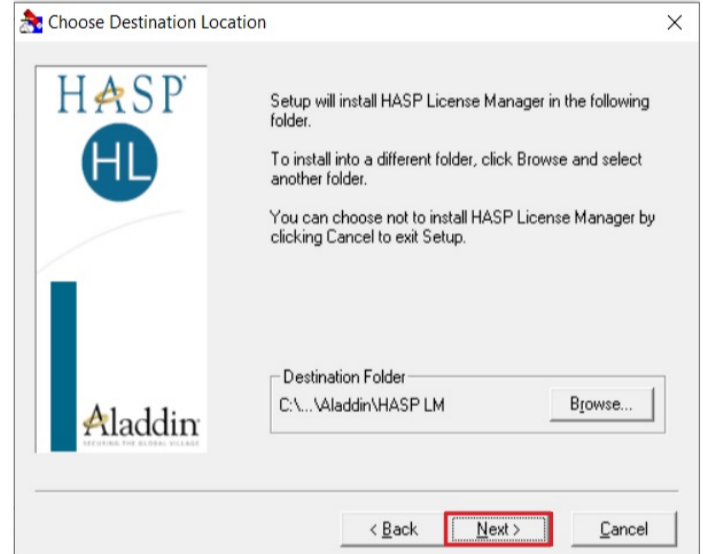 Choose Destination Location
HASP
HL
Setup will install HASP License Manager in the following
folder.
To install into a different folder, click Browse and select
another folder.
You can choose not to install HASP License Manager by
clicking Cancel to exit Setup.
Destination Folder
C:\...\Aladdin\HASP LM
Browse...
Aladdin
SECURING THE GLOBAL VILLAGE
< Back
Next >
Cancel